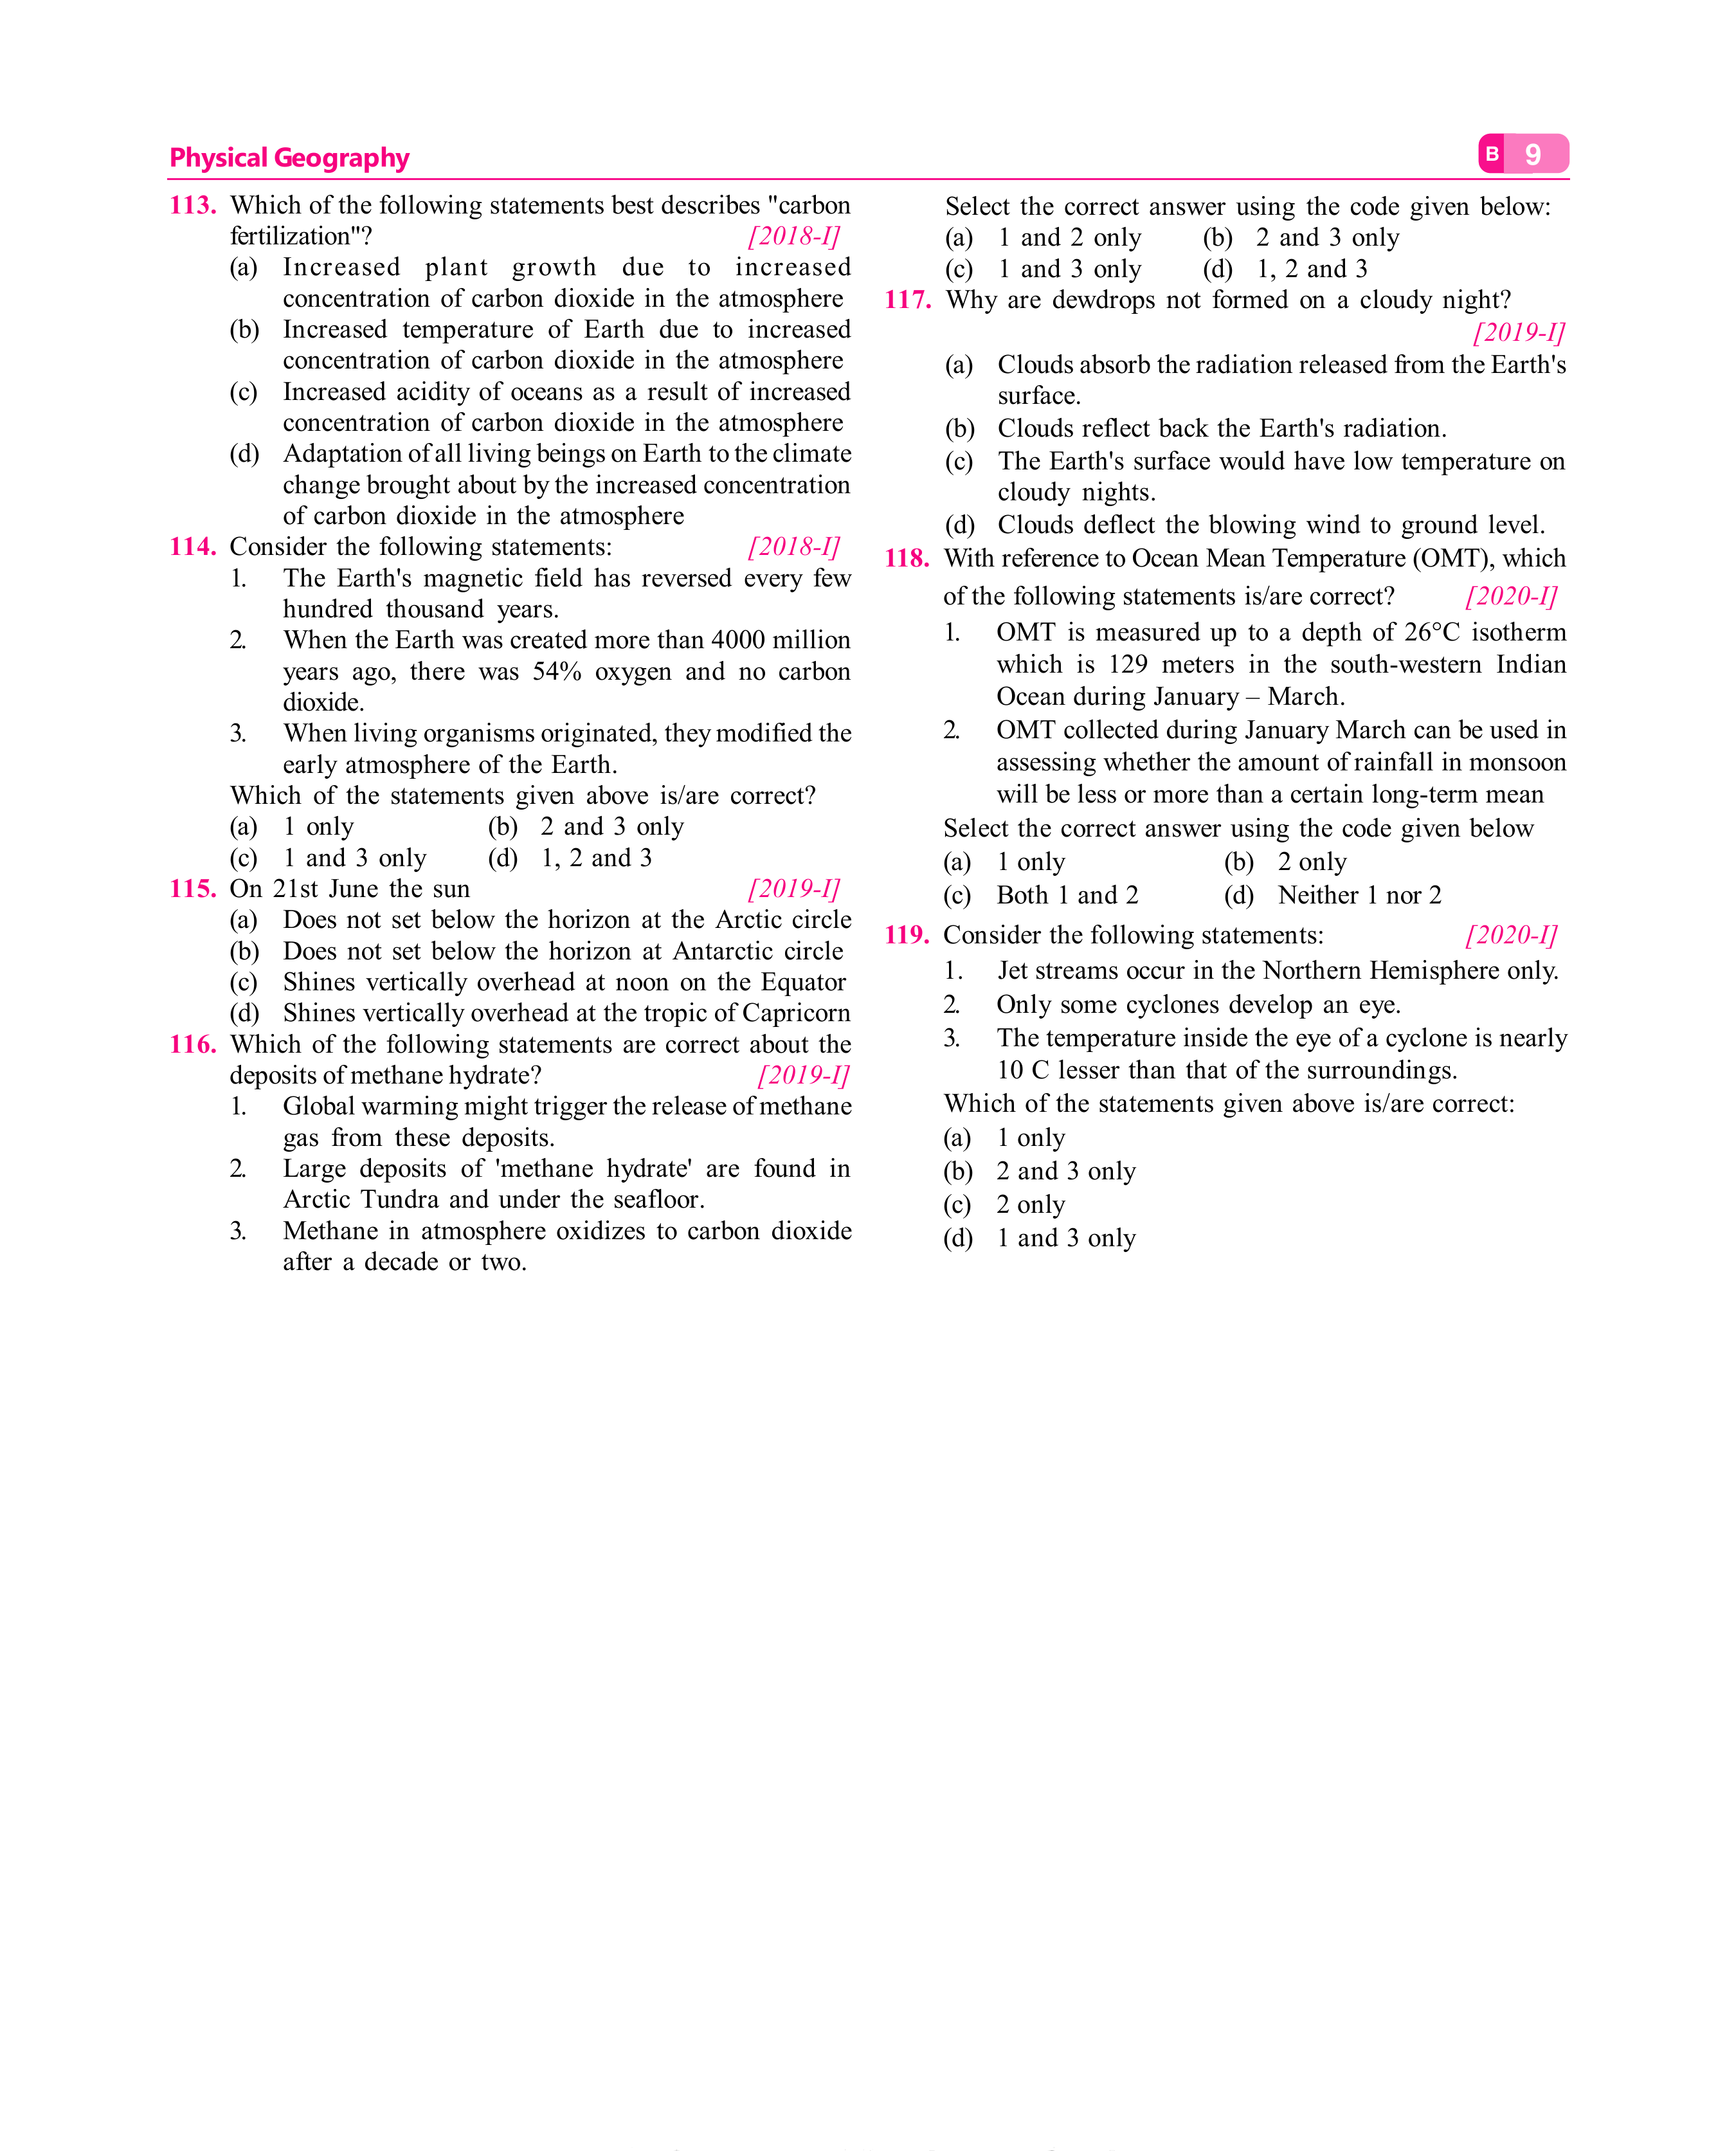 Physical Geography
B 9
113. Which of the following statements best describes "carbon
fertilization"? [2018-I]
(a) Increased plant growth due to increased
concentration of carbon dioxide in the atmosphere
(b) Increased temperature of Earth due to increased
concentration of carbon dioxide in the atmosphere
(c) Increased acidity of oceans as a result of increased
concentration of carbon dioxide in the atmosphere
(d) Adaptation of all living beings on Earth to the climate
change brought about by the increased concentration
of carbon dioxide in the atmosphere
114. Consider the following statements: [2018-I]
1. The Earth's magnetic field has reversed every few
hundred thousand years.
2. When the Earth was created more than 4000 million
years ago, there was 54% oxygen and no carbon
dioxide.
3. When living organisms originated, they modified the
early atmosphere of the Earth.
Which of the statements given above is/are correct?
(a) 1 only (b) 2 and 3 only
(c) 1 and 3 only (d) 1, 2 and 3
115. On 21st June the sun [2019-I]
(a) Does not set below the horizon at the Arctic circle
(b) Does not set below the horizon at Antarctic circle
(c) Shines vertically overhead at noon on the Equator
(d) Shines vertically overhead at the tropic of Capricorn
116. Which of the following statements are correct about the
deposits of methane hydrate? [2019-I]
1. Global warming might trigger the release of methane
gas from these deposits.
2. Large deposits of 'methane hydrate' are found in
Arctic Tundra and under the seafloor.
3. Methane in atmosphere oxidizes to carbon dioxide
after a decade or two.
Select the correct answer using the code given below:
(a) 1 and 2 only (b) 2 and 3 only
(c) 1 and 3 only (d) 1, 2 and 3
117. Why are dewdrops not formed on a cloudy night?
[2019-I]
(a) Clouds absorb the radiation released from the Earth's
surface.
(b) Clouds reflect back the Earth's radiation.
(c) The Earth's surface would have low temperature on
cloudy nights.
(d) Clouds deflect the blowing wind to ground level.
118. With reference to Ocean Mean Temperature (OMT), which
of the following statements is/are correct? [2020-I]
1. OMT is measured up to a depth of 26°C isotherm
which is 129 meters in the south-western Indian
Ocean during January – March.
2. OMT collected during January March can be used in
assessing whether the amount of rainfall in monsoon
will be less or more than a certain long-term mean
Select the correct answer using the code given below
(a) 1 only (b) 2 only
(c) Both 1 and 2 (d) Neither 1 nor 2
119. Consider the following statements: [2020-I]
1. Jet streams occur in the Northern Hemisphere only.
2. Only some cyclones develop an eye.
3. The temperature inside the eye of a cyclone is nearly
10 C lesser than that of the surroundings.
Which of the statements given above is/are correct:
(a) 1 only
(b) 2 and 3 only
(c) 2 only
(d) 1 and 3 only